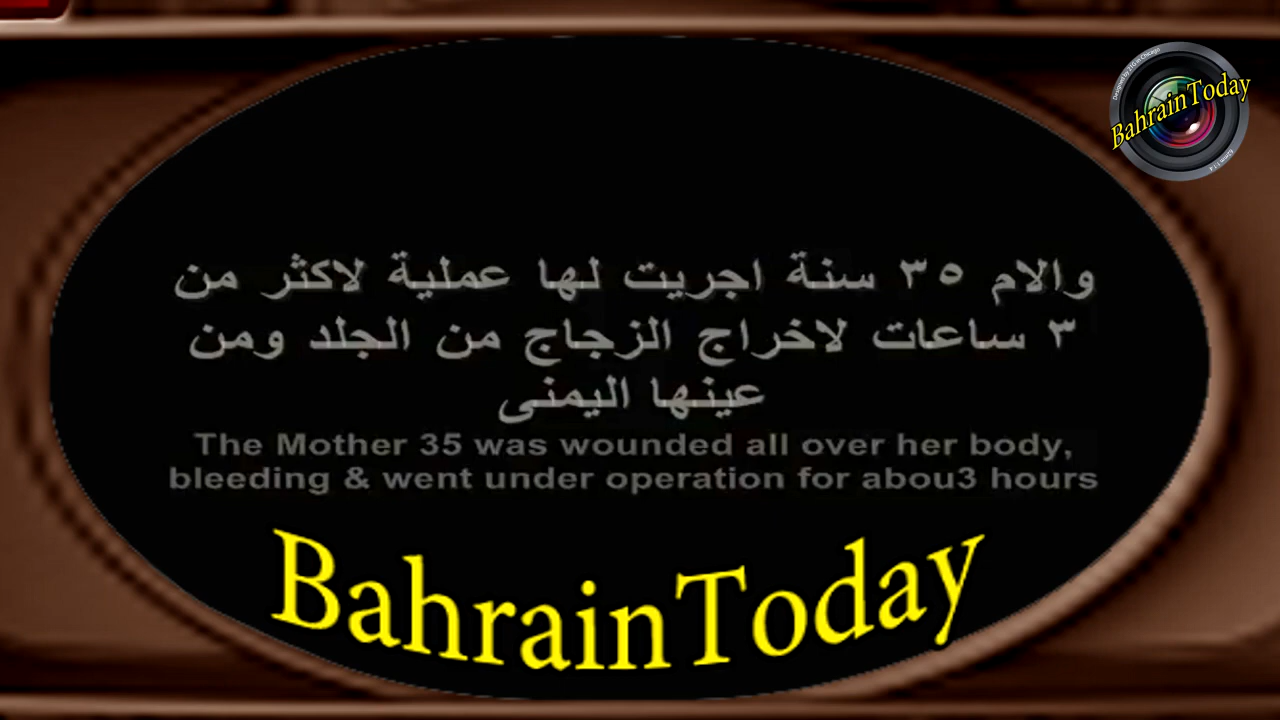 BahrainToday
والام ٣٥ سنة اجريت لها عملية لاكثر من
٣ ساعات لاخراج الزجاج من الجلد ومن
عينها اليمنى
The Mother 35 was wounded all over her body,
bleeding & went under operation for abou3 hours
BahrainToday